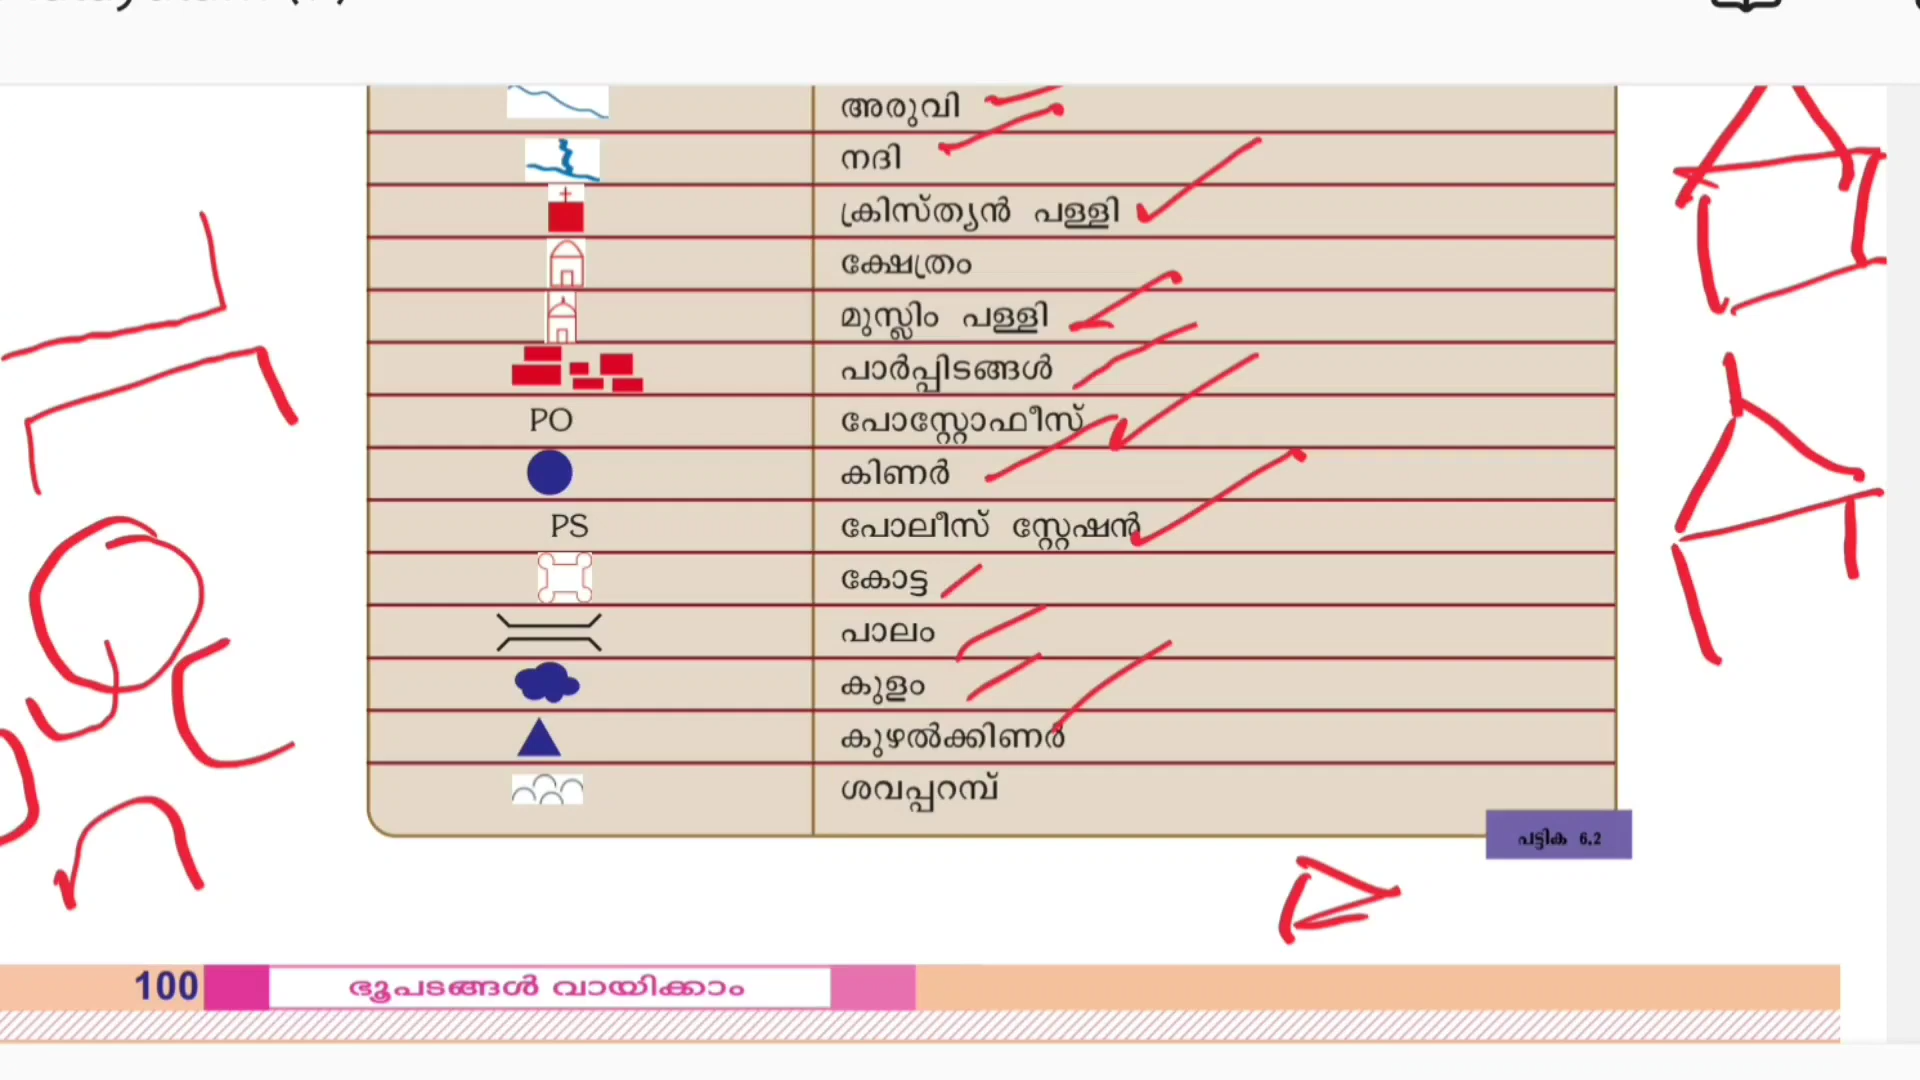 അരുവി
നദി
ക്രിസ്ത്യൻ പള്ളി
ക്ഷേത്രം
മുസ്ലിം പള്ളി
പാർപ്പിടങ്ങൾ
PO പോസ്റ്റോഫീസ്
കിണർ
PS പോലീസ് സ്റ്റേഷൻ
കോട്ട
പാലം
കുളം
കുഴൽക്കിണർ
ശവപ്പറമ്പ്
പട്ടിക 6.2
100 ഭൂപടങ്ങൾ വായിക്കാം